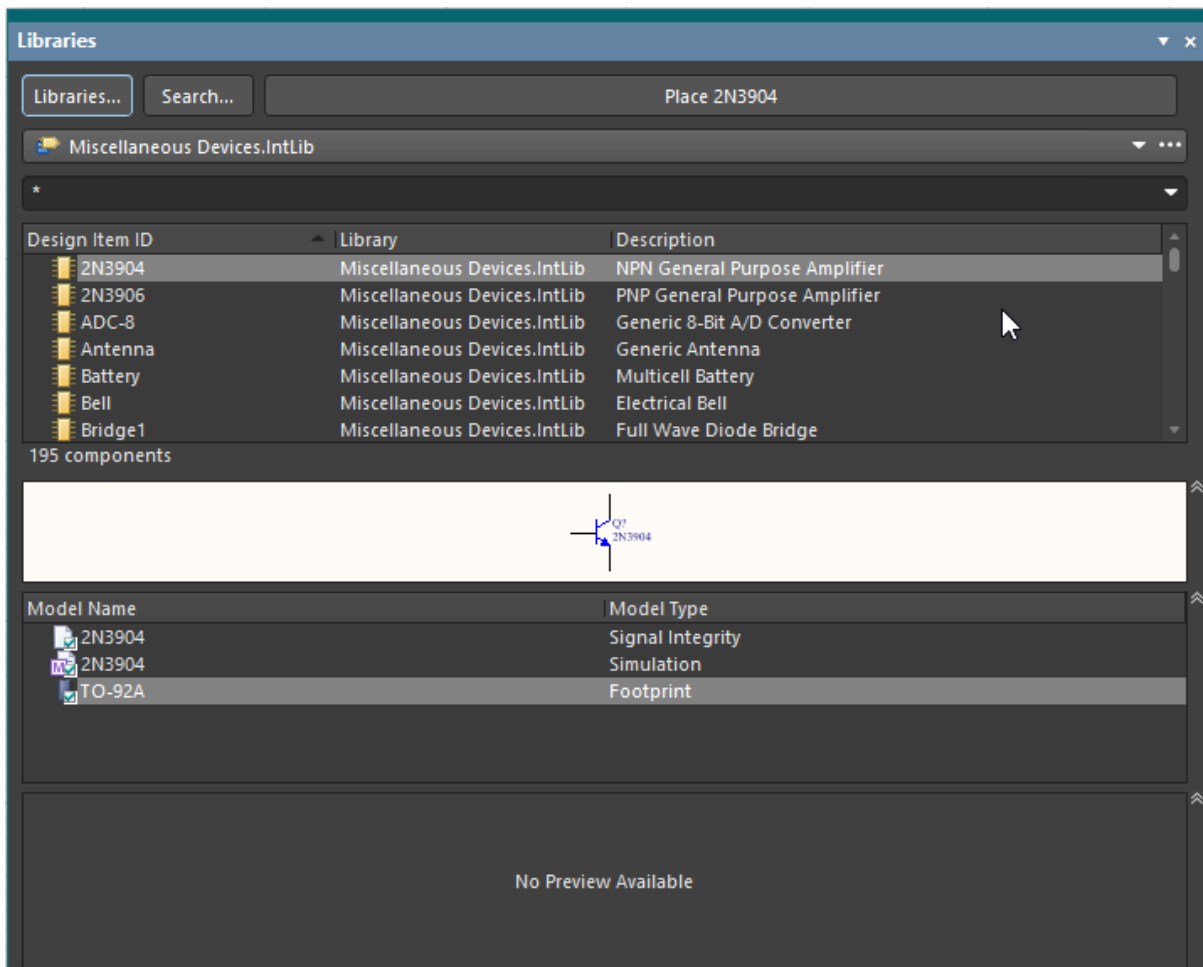 Libraries
Libraries... Search... Place 2N3904
Miscellaneous Devices.IntLib
*
Design Item ID Library Description
2N3904 Miscellaneous Devices.IntLib NPN General Purpose Amplifier
2N3906 Miscellaneous Devices.IntLib PNP General Purpose Amplifier
ADC-8 Miscellaneous Devices.IntLib Generic 8-Bit A/D Converter
Antenna Miscellaneous Devices.IntLib Generic Antenna
Battery Miscellaneous Devices.IntLib Multicell Battery
Bell Miscellaneous Devices.IntLib Electrical Bell
Bridge1 Miscellaneous Devices.IntLib Full Wave Diode Bridge
195 components
Q?
2N3904
Model Name Model Type
2N3904 Signal Integrity
M 2N3904 Simulation
TO-92A Footprint
No Preview Available